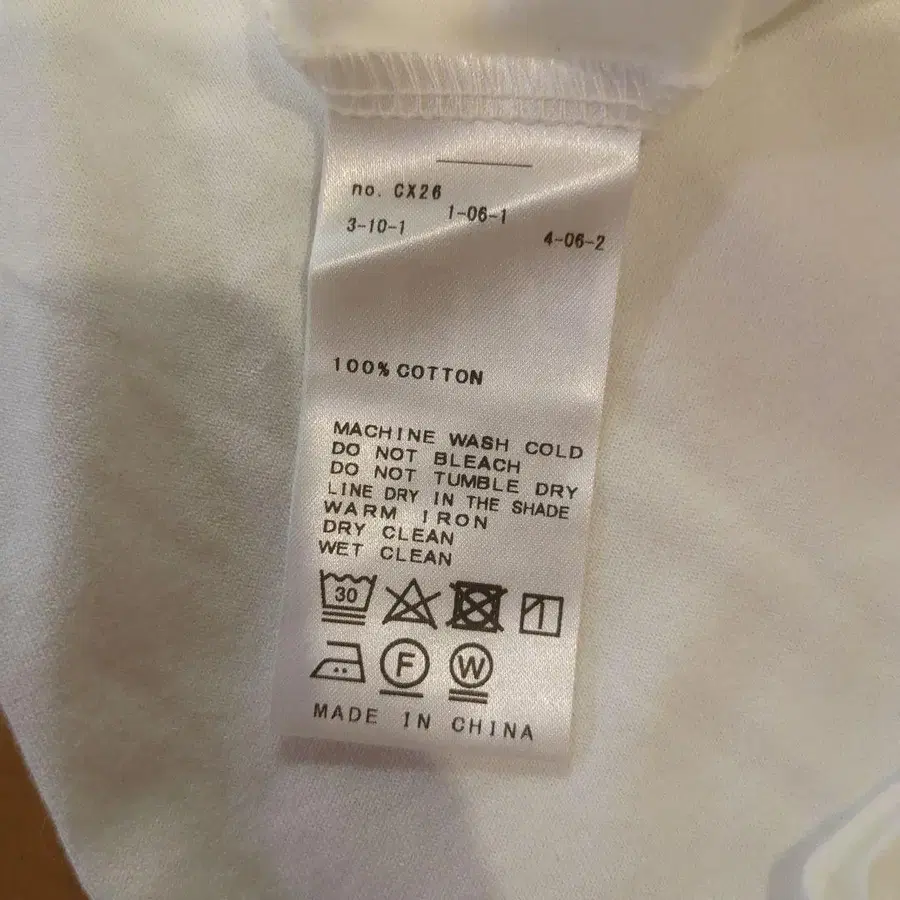 no. CX26
1-06-1
3-10-1
4-06-2
100% COTTON
MACHINE WASH COLD
DO NOT BLEACH
DO NOT TUMBLE DRY
LINE DRY IN THE SHADE
WARM IRON
DRY CLEAN
WET CLEAN
30
F
W
MADE IN CHINA